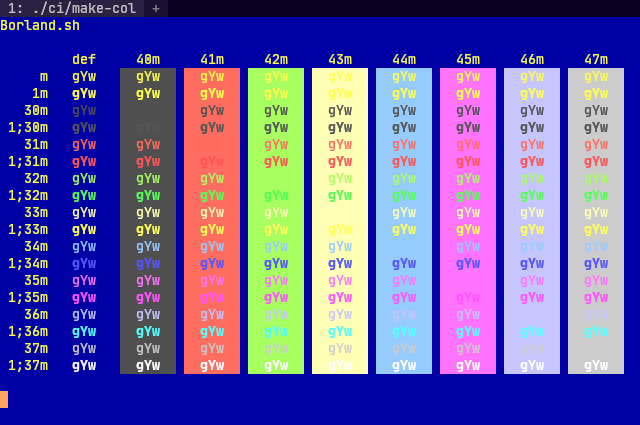 1: ./ci/make-col +
Borland.sh
def 40m 41m 42m 43m 44m 45m 46m 47m
m gYw gYw gYw gYw gYw gYw gYw gYw gYw
1m gYw gYw gYw gYw gYw gYw gYw gYw gYw
30m gYw gYw gYw gYw gYw gYw gYw gYw
1;30m gYw gYw gYw gYw gYw gYw gYw gYw gYw
31m gYw gYw gYw gYw gYw gYw gYw gYw
1;31m gYw gYw gYw gYw gYw gYw gYw gYw gYw
32m gYw gYw gYw gYw gYw gYw gYw gYw
1;32m gYw gYw gYw gYw gYw gYw gYw gYw gYw
33m gYw gYw gYw gYw gYw gYw gYw gYw
1;33m gYw gYw gYw gYw gYw gYw gYw gYw gYw
34m gYw gYw gYw gYw gYw gYw gYw gYw
1;34m gYw gYw gYw gYw gYw gYw gYw gYw gYw
35m gYw gYw gYw gYw gYw gYw gYw gYw
1;35m gYw gYw gYw gYw gYw gYw gYw gYw gYw
36m gYw gYw gYw gYw gYw gYw gYw gYw
1;36m gYw gYw gYw gYw gYw gYw gYw gYw gYw
37m gYw gYw gYw gYw gYw gYw gYw gYw
1;37m gYw gYw gYw gYw gYw gYw gYw gYw gYw